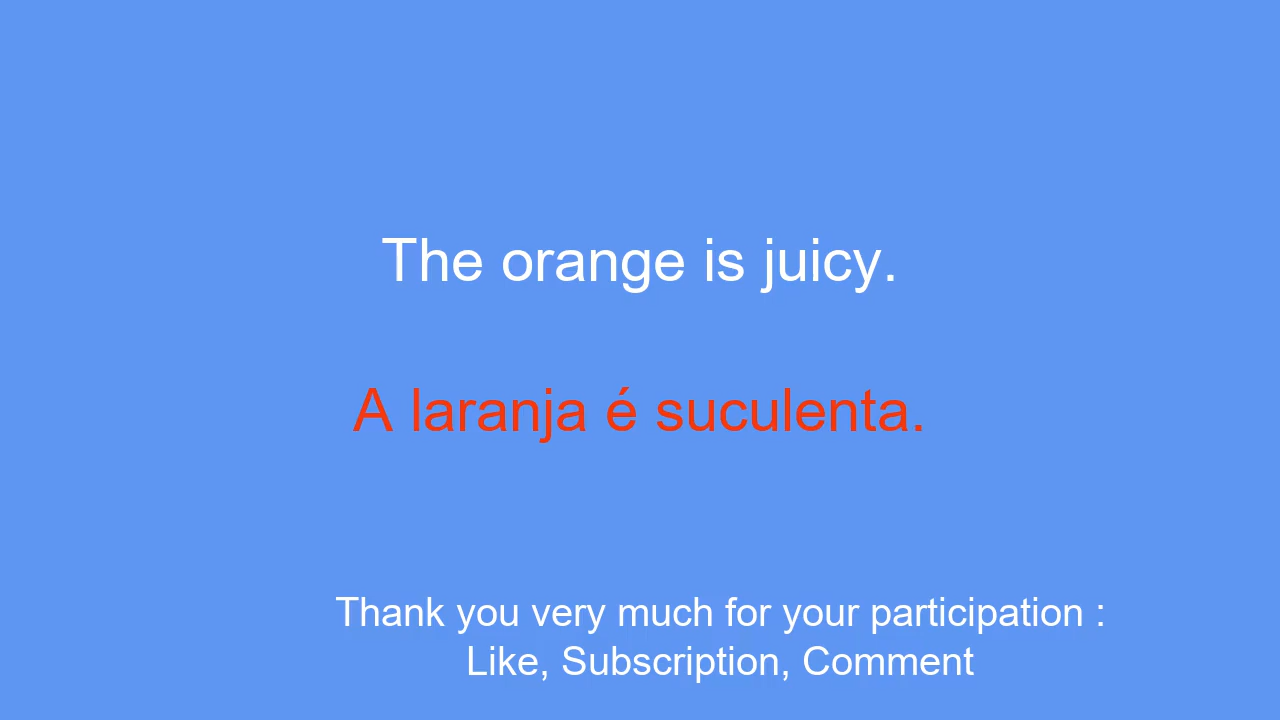 The orange is juicy.
A laranja é suculenta.
Thank you very much for your participation :
Like, Subscription, Comment